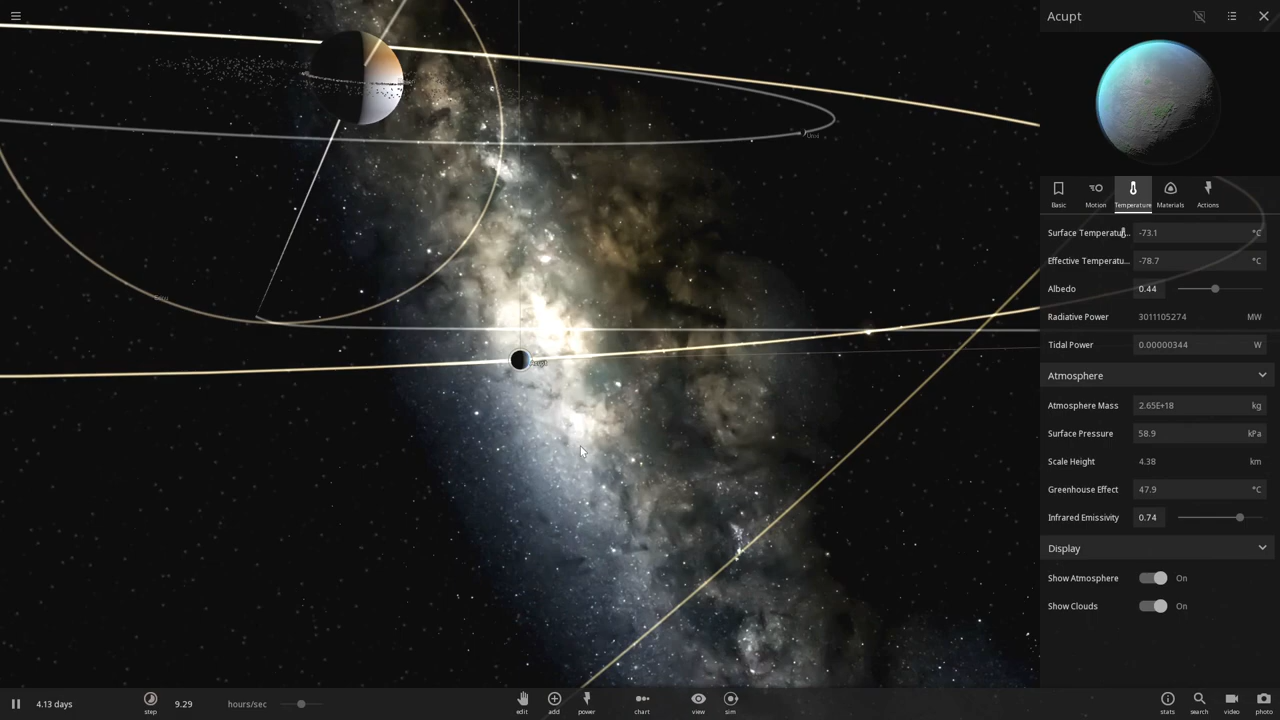 Acupt
Basic
Motion
Temperature
Materials
Actions
Surface Temperatu... -73.1 °C
Effective Temperatu... -78.7 °C
Albedo 0.44
Radiative Power 3011105274 MW
Tidal Power 0.00000344 W
Atmosphere
Atmosphere Mass 2.65E+18 kg
Surface Pressure 58.9 kPa
Scale Height 4.38 km
Greenhouse Effect 47.9 °C
Infrared Emissivity 0.74
Display
Show Atmosphere On
Show Clouds On
Acupt
4.13 days
step
9.29 hours/sec
edit
add
power
chart
view
sim
stats
search
video
photo